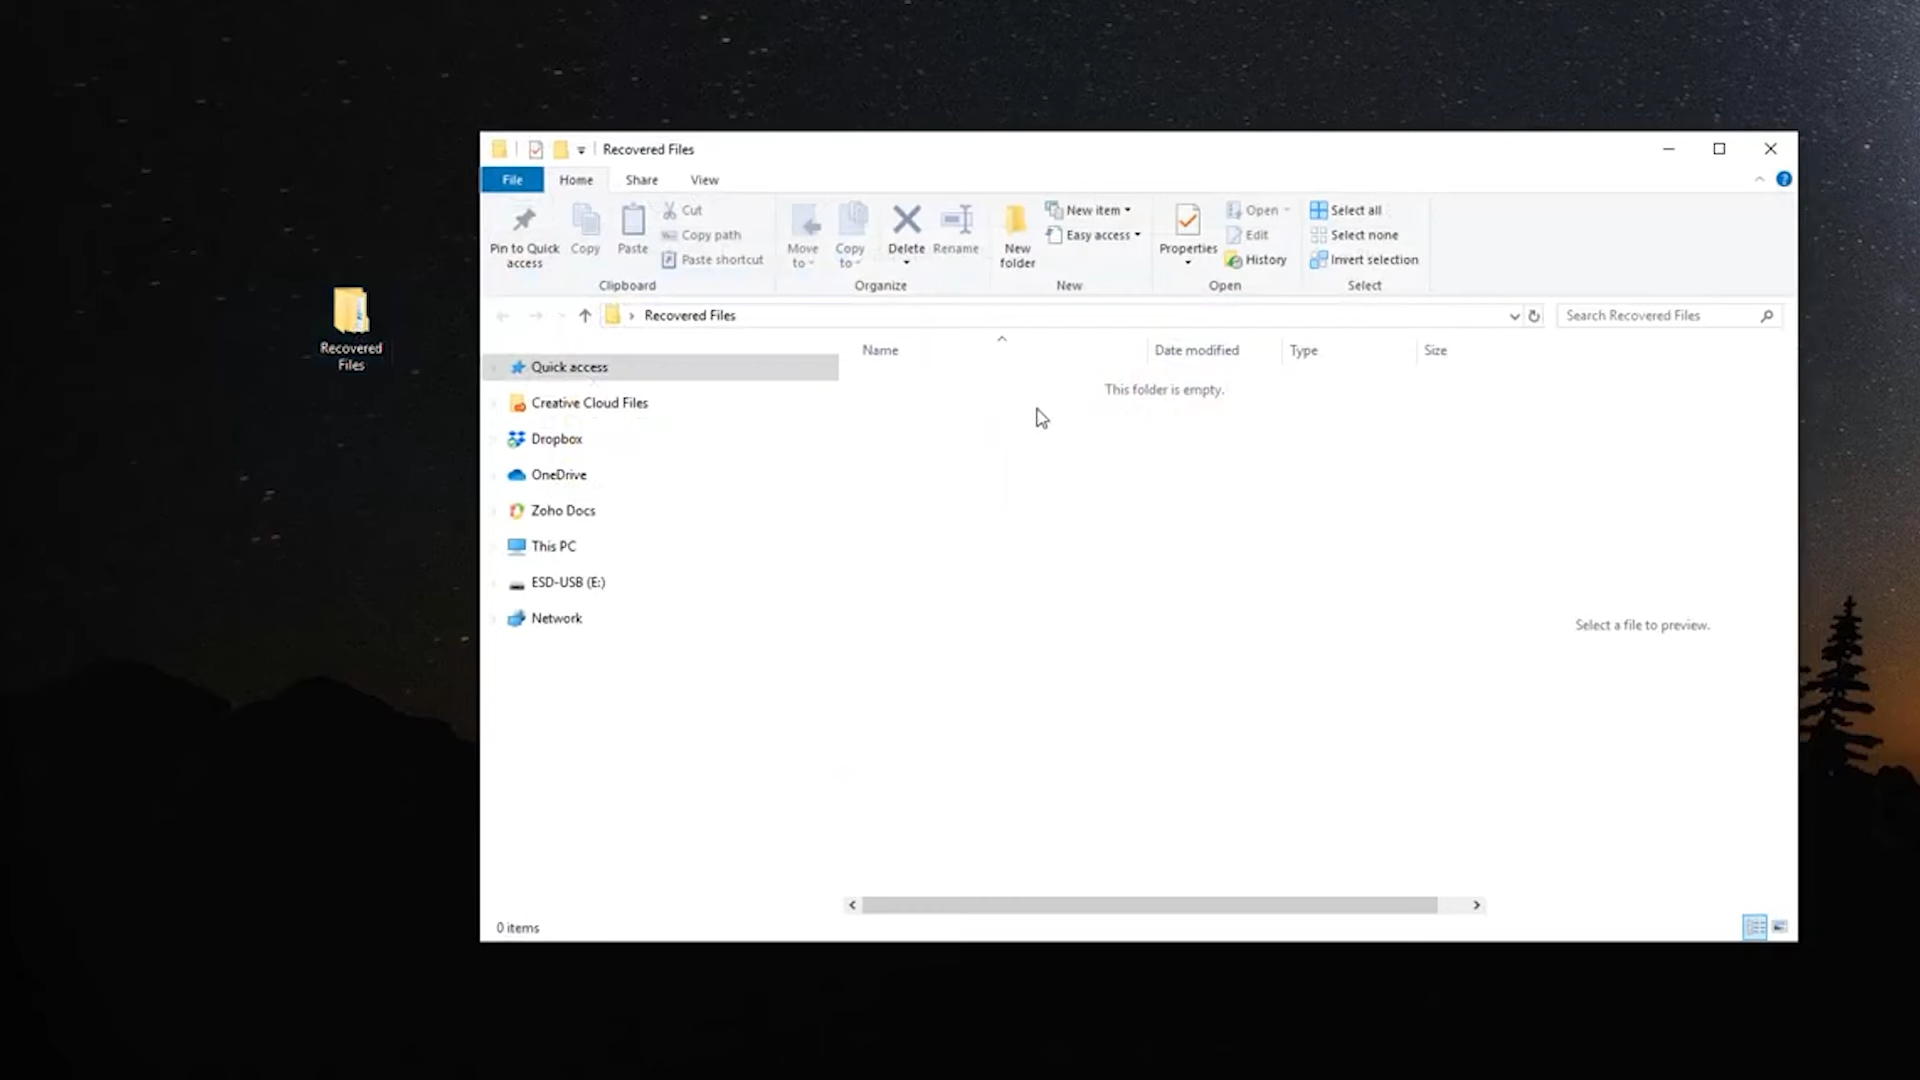 Recovered Files
File Home Share View
Pin to Quick access
Copy
Paste
Cut
Copy path
Paste shortcut
Clipboard
Move to
Copy to
Delete
Rename
Organize
New folder
New item
Easy access
New
Properties
Open
Edit
History
Open
Select all
Select none
Invert selection
Select
Recovered Files
Search Recovered Files
Name Date modified Type Size
This folder is empty.
Quick access
Creative Cloud Files
Dropbox
OneDrive
Zoho Docs
This PC
ESD-USB (E:)
Network
Select a file to preview.
0 items
Recovered
Files